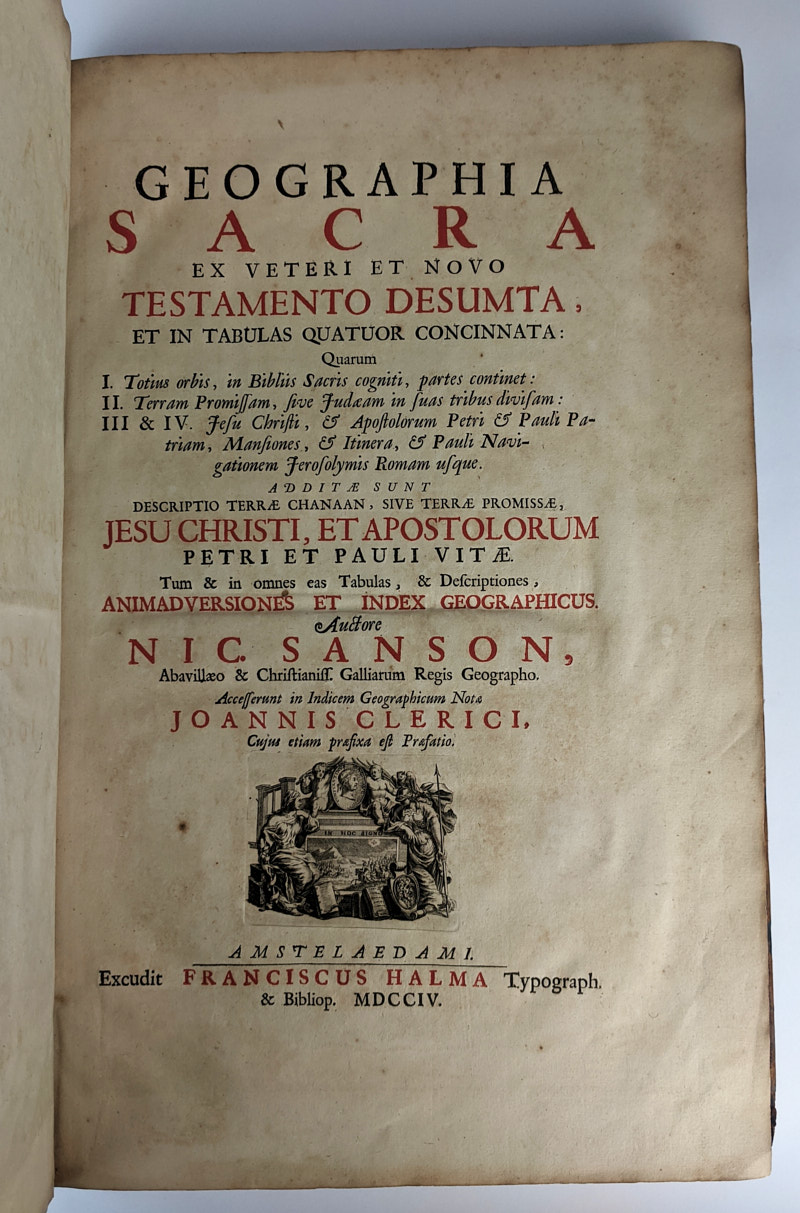 GEOGRAPHIA
SACRA
EX VETERI ET NOVO
TESTAMENTO DESUMTA,
ET IN TABULAS QUATUOR CONCINNATA:
Quarum
I. Totius orbis, in Bibliis Sacris cogniti, partes continet:
II. Terram Promiſſam, ſive Judæam in ſuas tribus diviſam:
III & IV. Jeſu Chriſti, & Apoſtolorum Petri & Pauli Pa-
triam, Manſiones, & Itinera, & Pauli Navi-
gationem Jeroſolymis Romam uſque.
ADDITÆ SUNT
DESCRIPTIO TERRÆ CHANAAN, SIVE TERRÆ PROMISSÆ,
JESU CHRISTI, ET APOSTOLORUM
PETRI ET PAULI VITÆ.
Tum & in omnes eas Tabulas, & Deſcriptiones,
ANIMADVERSIONES ET INDEX GEOGRAPHICUS.
Auctore
NIC. SANSON,
Abavillæo & Chriſtianiſſ. Galliarum Regis Geographo.
Acceſſerunt in Indicem Geographicum Notæ
JOANNIS CLERICI,
Cujus etiam præfixa eſt Præfatio.
IN HOC SIGNO
AMSTELAEDAMI.
Excudit FRANCISCUS HALMA Typograph.
& Bibliop. MDCCIV.